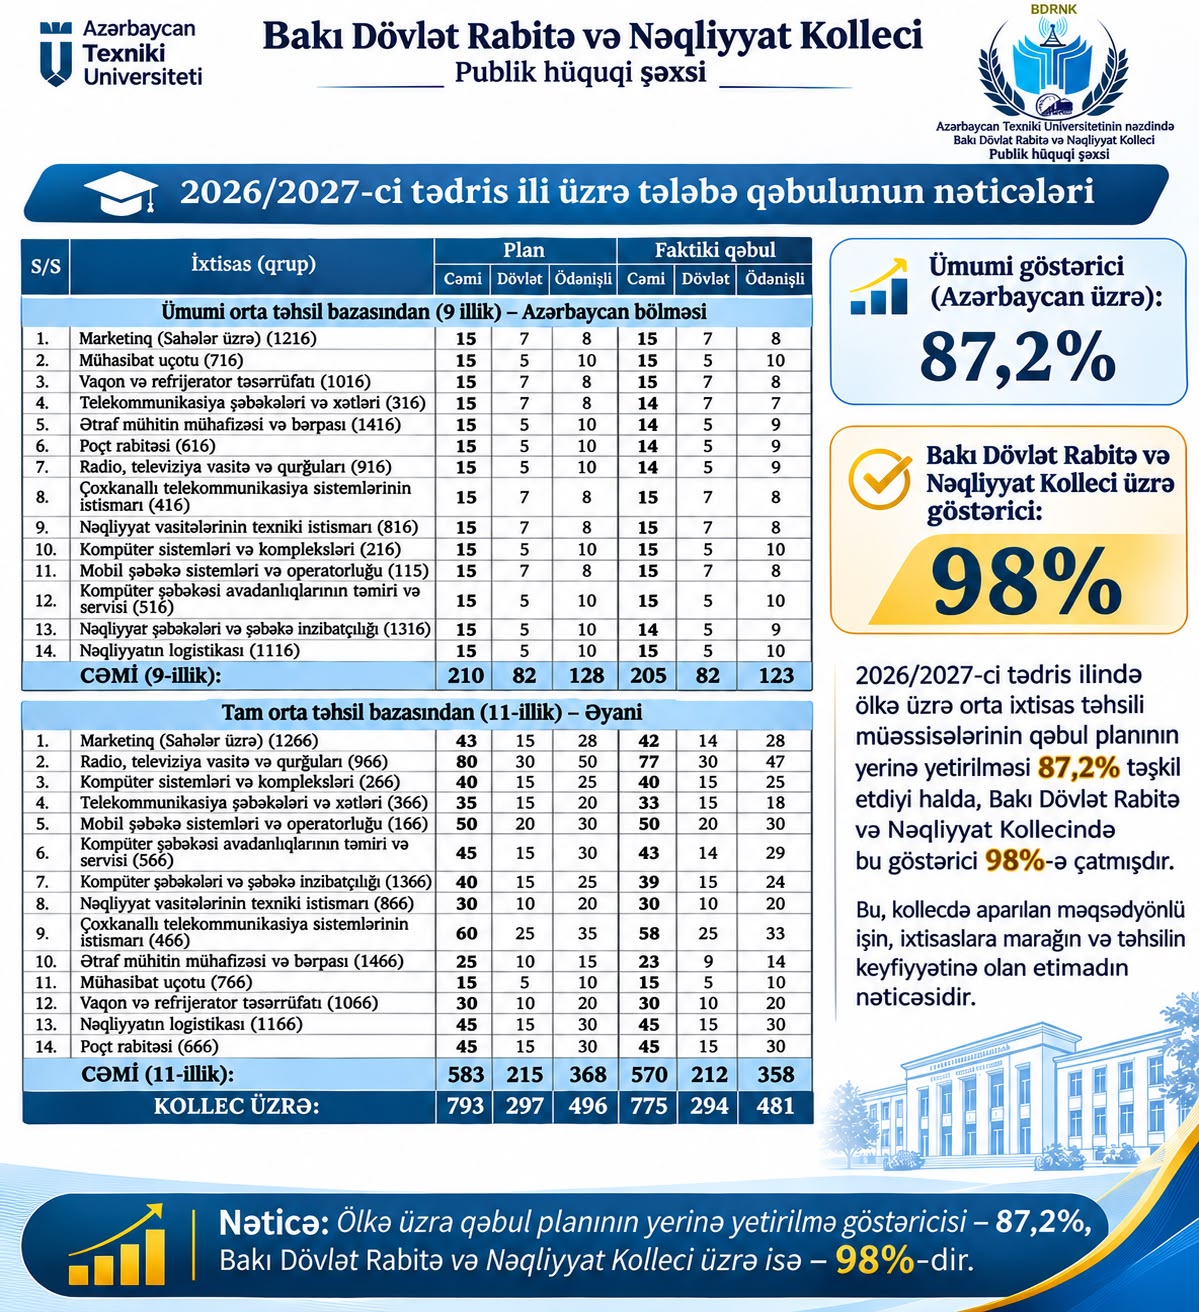 Azərbaycan
Texniki
Universiteti
Bakı Dövlət Rabitə və Nəqliyyat Kolleci
Publik hüquqi şəxsi
BDRNK
Azərbaycan Texniki Universitetinin nəzdində
Bakı Dövlət Rabitə və Nəqliyyat Kolleci
Publik hüquqi şəxsi
2026/2027-ci tədris ili üzrə tələbə qəbulunun nəticələri
S/S İxtisas (qrup) Plan Faktiki qəbul
Cəmi Dövlət Ödənişli Cəmi Dövlət Ödənişli
Ümumi orta təhsil bazasından (9 illik) – Azərbaycan bölməsi
1. Marketinq (Sahələr üzrə) (1216) 15 7 8 15 7 8
2. Mühasibat uçotu (716) 15 5 10 15 5 10
3. Vaqon və refrijerator təsərrüfatı (1016) 15 7 8 15 7 8
4. Telekommunikasiya şəbəkələri və xətləri (316) 15 7 8 14 7 7
5. Ətraf mühitin mühafizəsi və bərpası (1416) 15 5 10 14 5 9
6. Poçt rabitəsi (616) 15 5 10 14 5 9
7. Radio, televiziya vasitə və qurğuları (916) 15 5 10 14 5 9
8. Çoxkanallı telekommunikasiya sistemlərinin
istismarı (416) 15 7 8 15 7 8
9. Nəqliyyat vasitələrinin texniki istismarı (816) 15 7 8 15 7 8
10. Kompüter sistemləri və kompleksləri (216) 15 5 10 15 5 10
11. Mobil şəbəkə sistemləri və operatorluğu (115) 15 7 8 15 7 8
12. Kompüter şəbəkəsi avadanlıqlarının təmiri və
servisi (516) 15 5 10 15 5 10
13. Nəqliyyar şəbəkələri və şəbəkə inzibatçılığı (1316) 15 5 10 14 5 9
14. Nəqliyyatın logistikası (1116) 15 5 10 15 5 10
CƏMİ (9-illik): 210 82 128 205 82 123
Tam orta təhsil bazasından (11-illik) – Əyani
1. Marketinq (Sahələr üzrə) (1266) 43 15 28 42 14 28
2. Radio, televiziya vasitə və qurğuları (966) 80 30 50 77 30 47
3. Kompüter sistemləri və kompleksləri (266) 40 15 25 40 15 25
4. Telekommunikasiya şəbəkələri və xətləri (366) 35 15 20 33 15 18
5. Mobil şəbəkə sistemləri və operatorluğu (166) 50 20 30 50 20 30
6. Kompüter şəbəkəsi avadanlıqlarının təmiri və
servisi (566) 45 15 30 43 14 29
7. Kompüter şəbəkələri və şəbəkə inzibatçılığı (1366) 40 15 25 39 15 24
8. Nəqliyyat vasitələrinin texniki istismarı (866) 30 10 20 30 10 20
9. Çoxkanallı telekommunikasiya sistemlərinin
istismarı (466) 60 25 35 58 25 33
10. Ətraf mühitin mühafizəsi və bərpası (1466) 25 10 15 23 9 14
11. Mühasibat uçotu (766) 15 5 10 15 5 10
12. Vaqon və refrijerator təsərrüfatı (1066) 30 10 20 30 10 20
13. Nəqliyyatın logistikası (1166) 45 15 30 45 15 30
14. Poçt rabitəsi (666) 45 15 30 45 15 30
CƏMİ (11-illik): 583 215 368 570 212 358
KOLLEC ÜZRƏ: 793 297 496 775 294 481
Ümumi göstərici
(Azərbaycan üzrə):
87,2%
Bakı Dövlət Rabitə və
Nəqliyyat Kolleci üzrə
göstərici:
98%
2026/2027-ci tədris ilində
ölkə üzrə orta ixtisas təhsili
müəssisələrinin qəbul planının
yerinə yetirilməsi 87,2% təşkil
etdiyi halda, Bakı Dövlət Rabitə
və Nəqliyyat Kollecində
bu göstərici 98%-ə çatmışdır.
Bu, kollecdə aparılan məqsədyönlü
işin, ixtisaslara marağın və təhsilin
keyfiyyətinə olan etimadın
nəticəsidir.
Nəticə: Ölkə üzrə qəbul planının yerinə yetirilmə göstəricisi – 87,2%,
Bakı Dövlət Rabitə və Nəqliyyat Kolleci üzrə isə – 98%-dir.